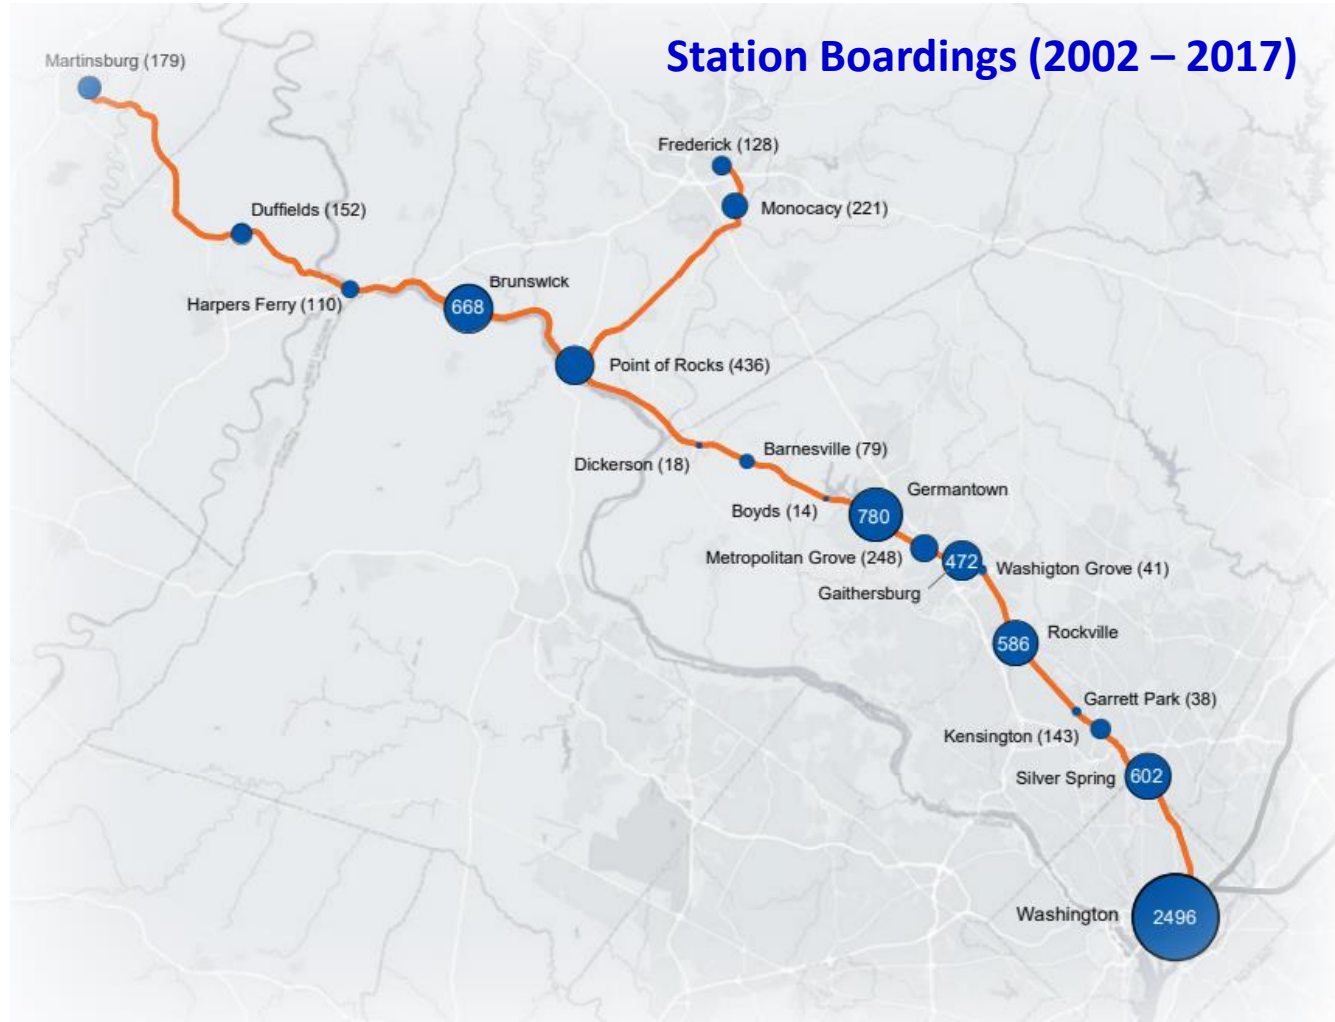 Station Boardings (2002 – 2017)
Martinsburg (179)
Frederick (128)
Monocacy (221)
Duffields (152)
Brunswick
Harpers Ferry (110)
668
Point of Rocks (436)
Barnesville (79)
Dickerson (18)
Germantown
Boyds (14)
780
Metropolitan Grove (248)
472
Washigton Grove (41)
Gaithersburg
Rockville
586
Garrett Park (38)
Kensington (143)
Silver Spring
602
Washington
2496